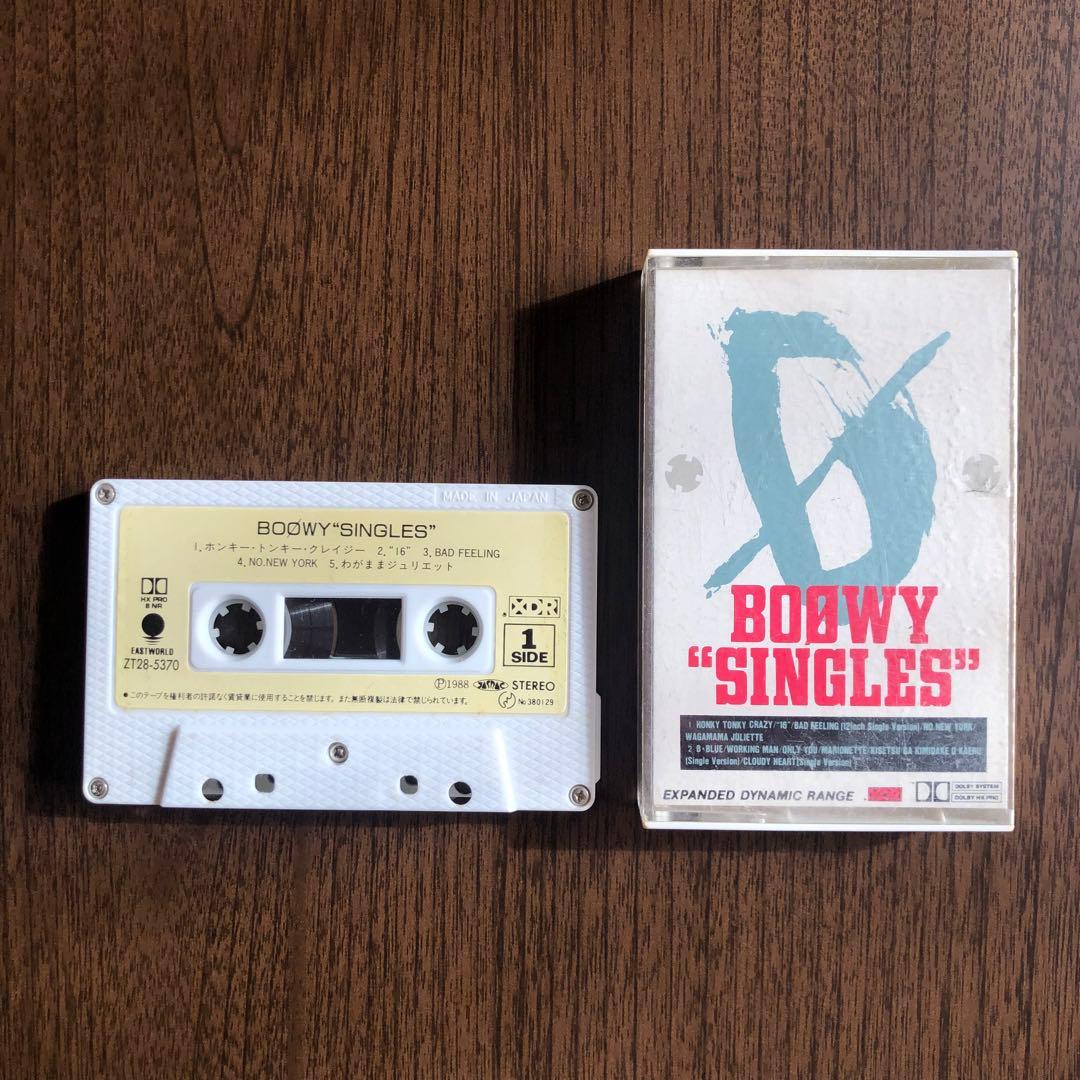 MADE IN JAPAN
BOØWY“SINGLES”
1. ホンキー・トンキー・クレイジー 2. “16” 3. BAD FEELING
4. NO. NEW YORK 5. わがままジュリエット
HX PRO
B NR
EASTWORLD
ZT28-5370
XDR
1
SIDE
Ⓟ1988 JASRAC STEREO
●このテープを権利者の許諾なく賃貸業に使用することを禁じます。また無断複製は法律で禁じられています。
No 380129
BOØWY
“SINGLES”
1 HONKY TONKY CRAZY/“16”/BAD FEELING (12inch Single Version)/NO. NEW YORK/
WAGAMAMA JULIETTE
2. B・BLUE/WORKING MAN/ONLY YOU/MARIONETTE/KISETSU GA KIMIDAKE O KAERU
(Single Version)/CLOUDY HEART(Single Version)
EXPANDED DYNAMIC RANGE XDR
DOLBY SYSTEM
DOLBY HX PRO